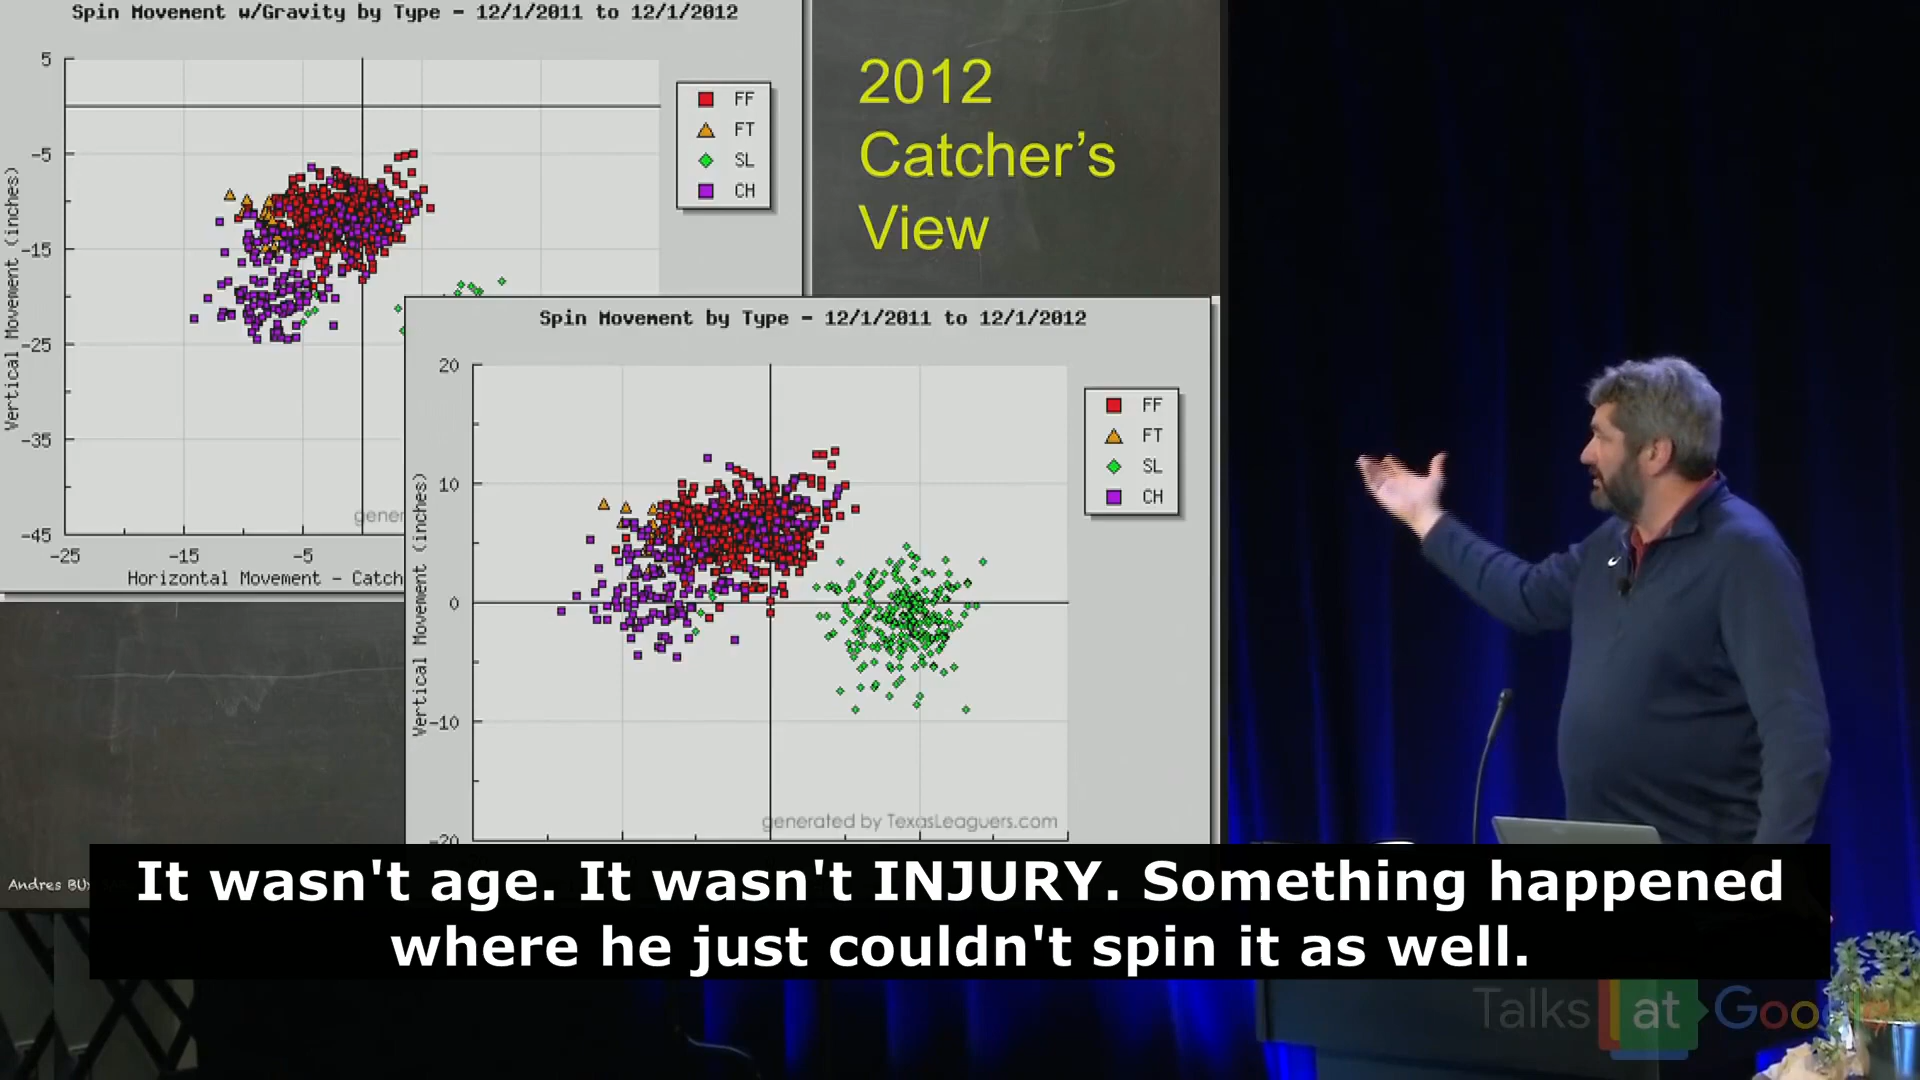 Spin Movement w/Gravity by Type - 12/1/2011 to 12/1/2012
5
-5
-15
-25
-35
-45
-25
-15
-5
Vertical Movement (inches)
Horizontal Movement - Catch
gener
FF
FT
SL
CH
2012
Catcher's
View
Spin Movement by Type - 12/1/2011 to 12/1/2012
20
10
0
-10
-20
Vertical Movement (inches)
FF
FT
SL
CH
generated by TexasLeaguers.com
Andres
It wasn't age. It wasn't INJURY. Something happened
where he just couldn't spin it as well.
Talks at Google